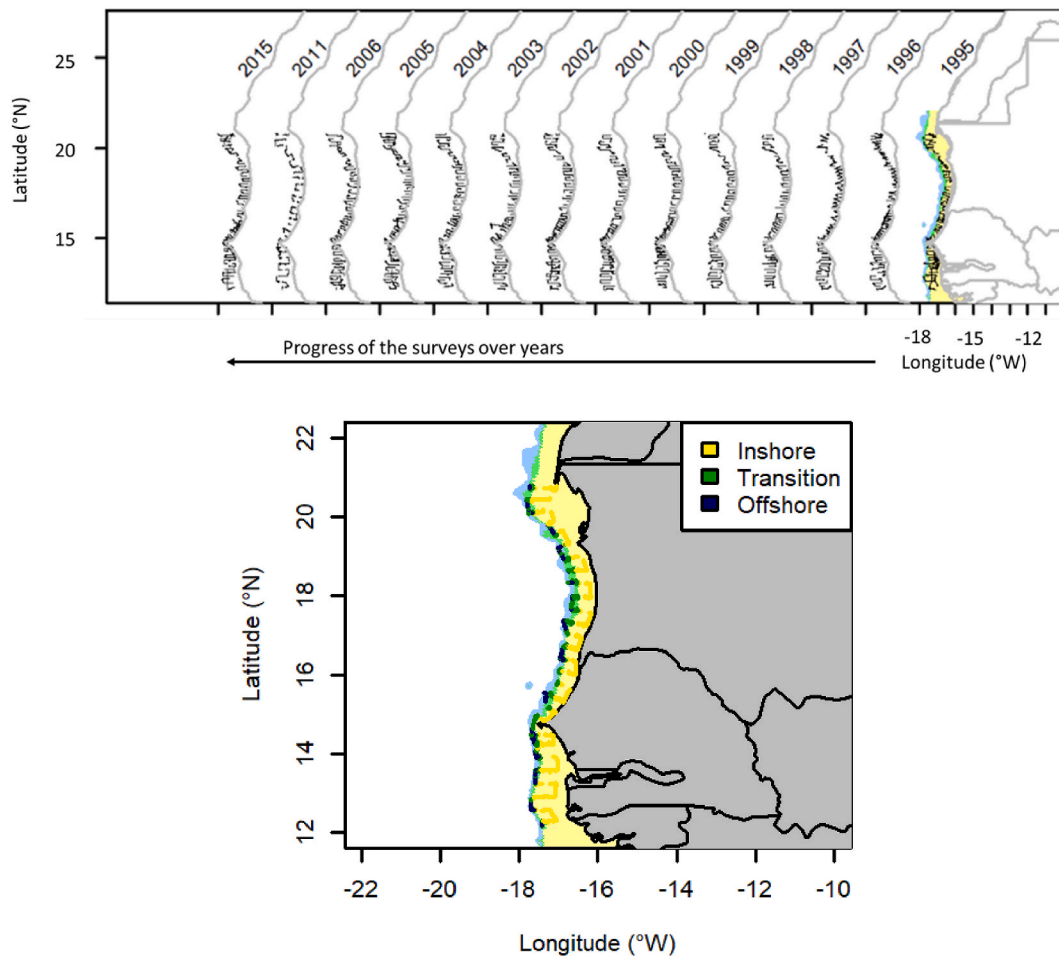 2015 2011 2006 2005 2004 2003 2002 2001 2000 1999 1998 1997 1996 1995
25
20
15
Latitude (°N)
-18 -15 -12
Progress of the surveys over years
Longitude (°W)
22
20
18
16
14
12
Latitude (°N)
Inshore
Transition
Offshore
-22 -20 -18 -16 -14 -12 -10
Longitude (°W)